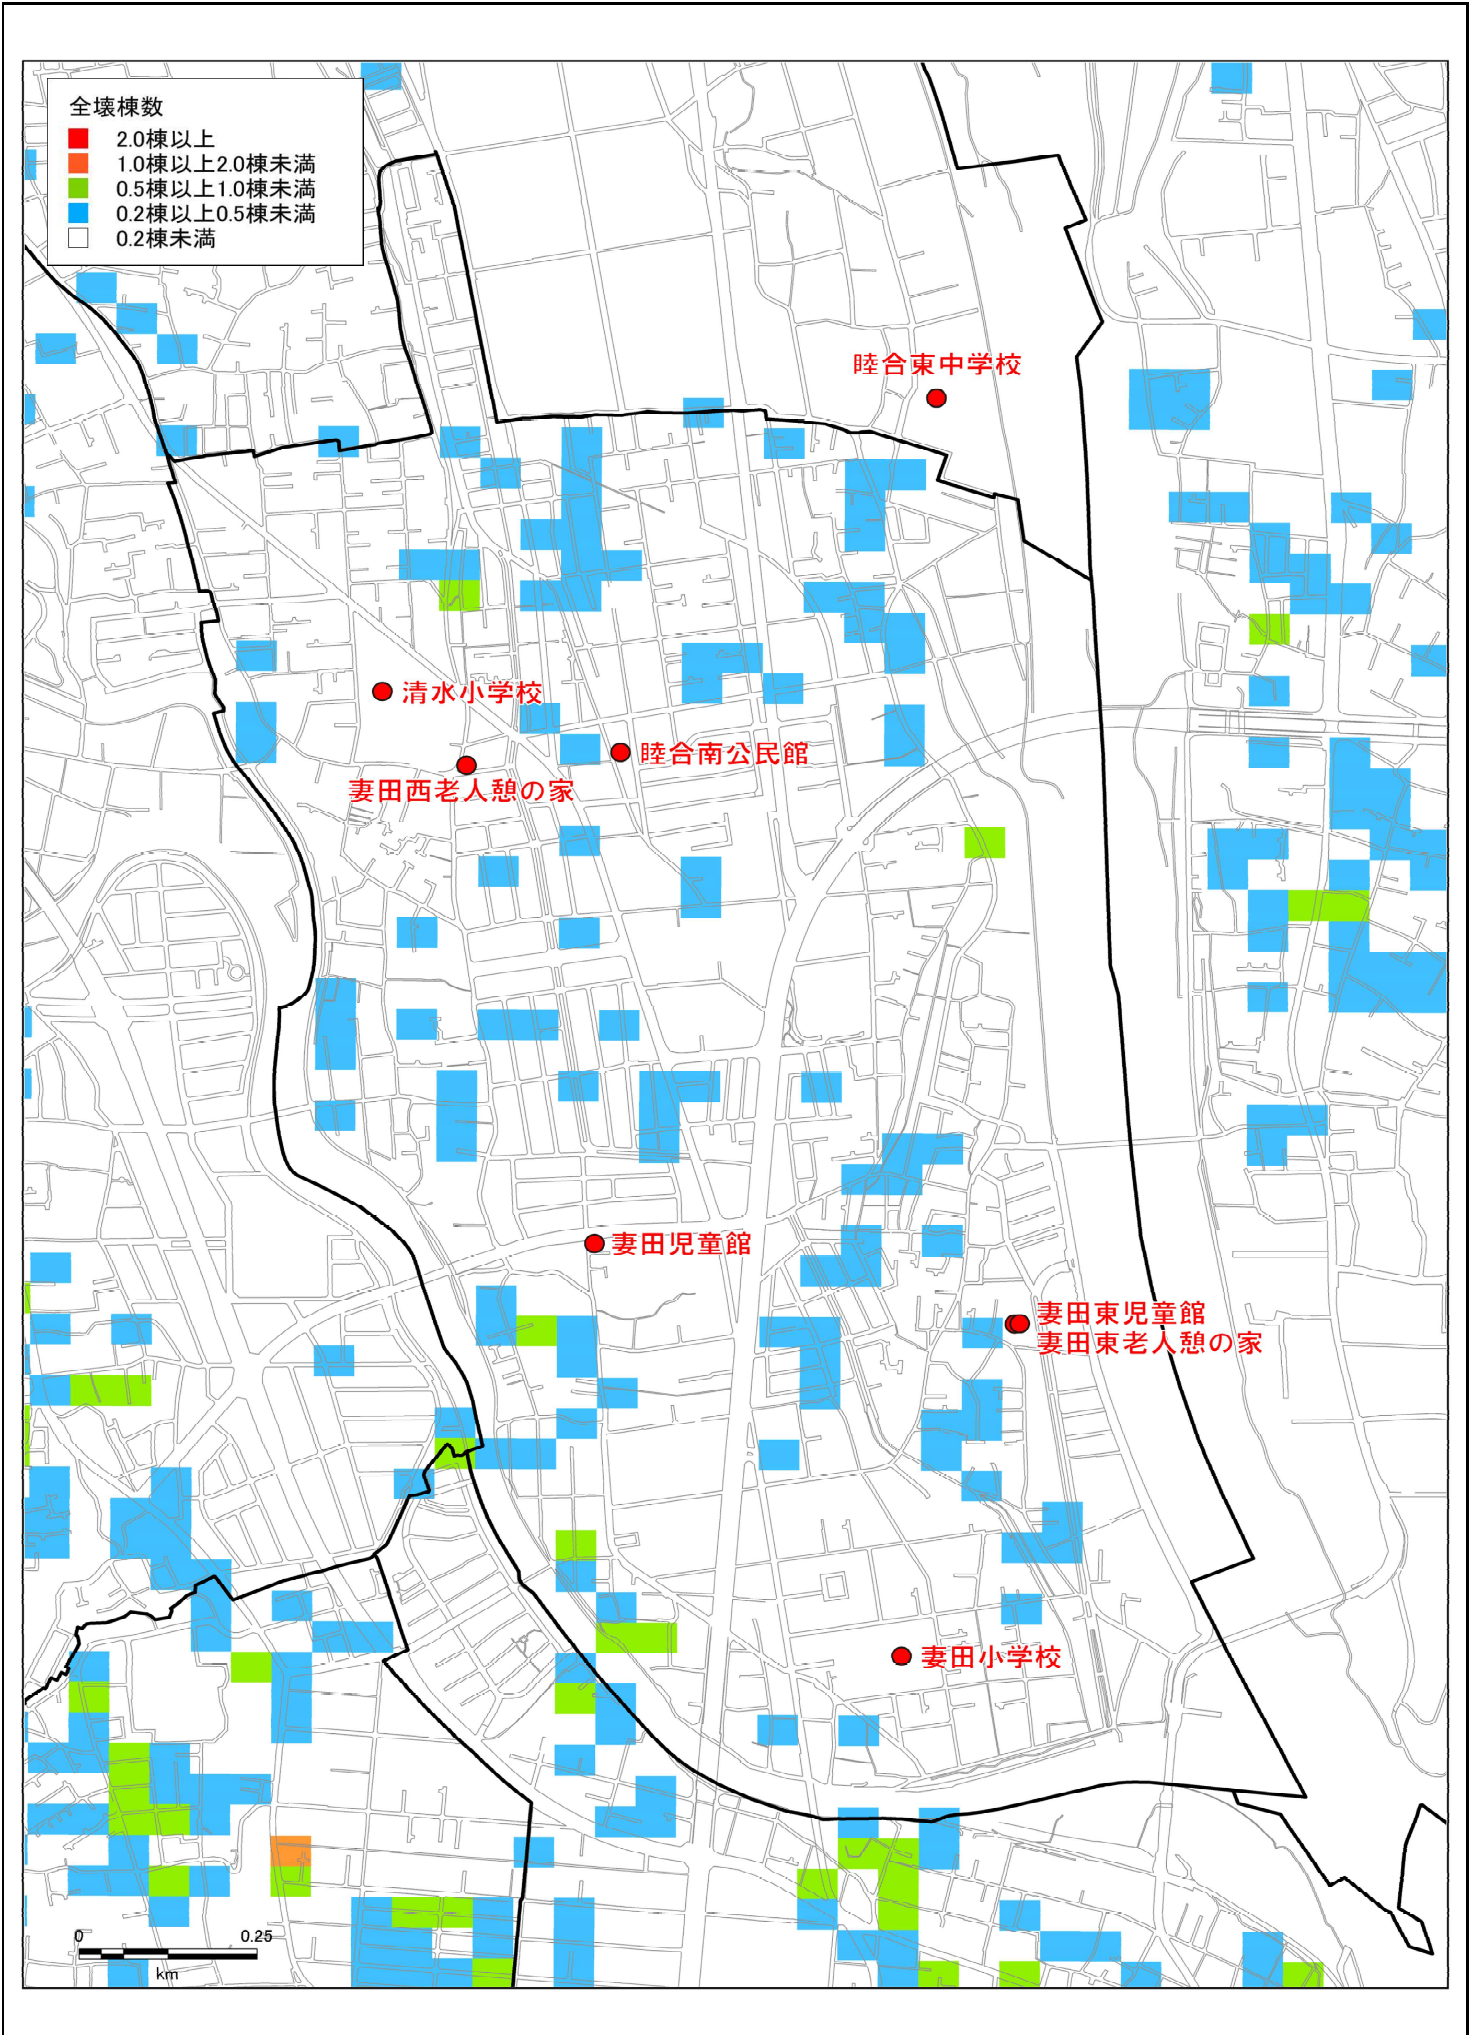 全壊棟数
2.0棟以上
1.0棟以上2.0棟未満
0.5棟以上1.0棟未満
0.2棟以上0.5棟未満
0.2棟未満
睦合東中学校
清水小学校
睦合南公民館
妻田西老人憩の家
妻田児童館
妻田東児童館
妻田東老人憩の家
妻田小学校
0 0.25
km